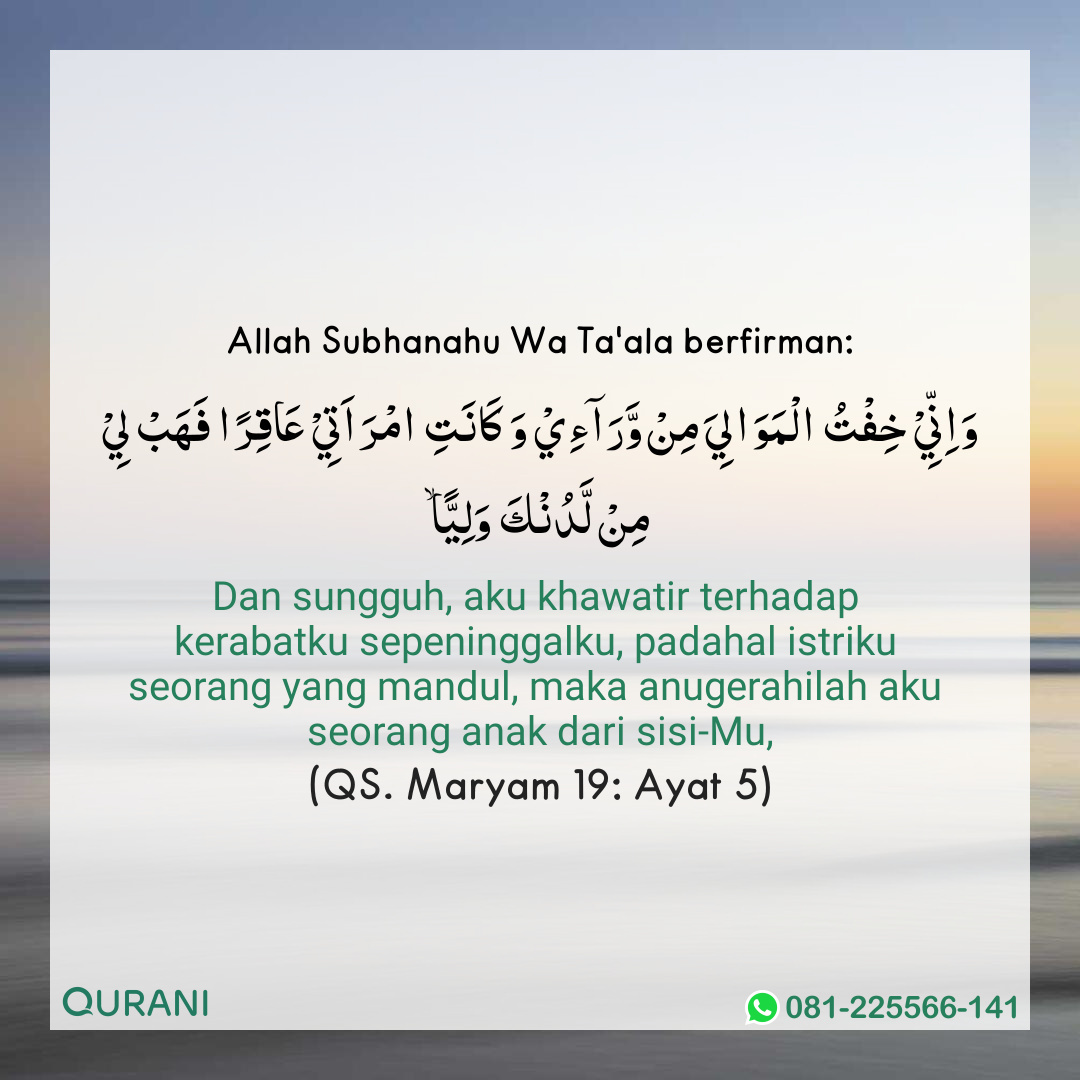 Allah Subhanahu Wa Ta'ala berfirman:
وَاِنِّيْ خِفْتُ الْمَوَالِيَ مِنْ وَّرَآءِيْ وَكَانَتِ امْرَاَتِيْ عَاقِرًا فَهَبْ لِيْ
مِنْ لَّدُنْكَ وَلِيًّاۙ
Dan sungguh, aku khawatir terhadap
kerabatku sepeninggalku, padahal istriku
seorang yang mandul, maka anugerahilah aku
seorang anak dari sisi-Mu,
(QS. Maryam 19: Ayat 5)
QURANI
081-225566-141